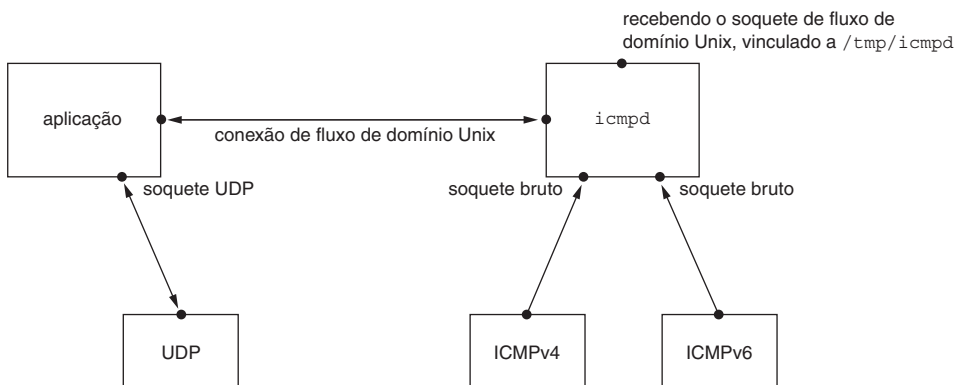 recebendo o soquete de fluxo de
domínio Unix, vinculado a /tmp/icmpd
aplicação
icmpd
conexão de fluxo de domínio Unix
soquete UDP
soquete bruto
soquete bruto
UDP
ICMPv4
ICMPv6